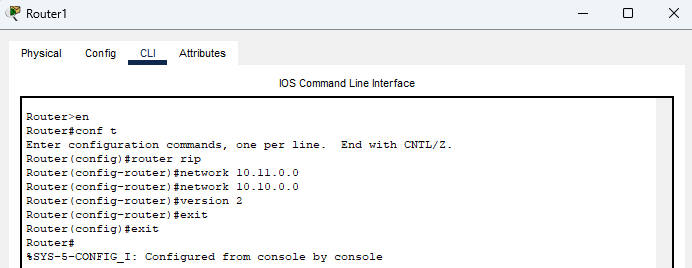 Router1
Physical Config CLI Attributes
IOS Command Line Interface
Router>en
Router#conf t
Enter configuration commands, one per line.  End with CNTL/Z.
Router(config)#router rip
Router(config-router)#network 10.11.0.0
Router(config-router)#network 10.10.0.0
Router(config-router)#version 2
Router(config-router)#exit
Router(config)#exit
Router#
%SYS-5-CONFIG_I: Configured from console by console